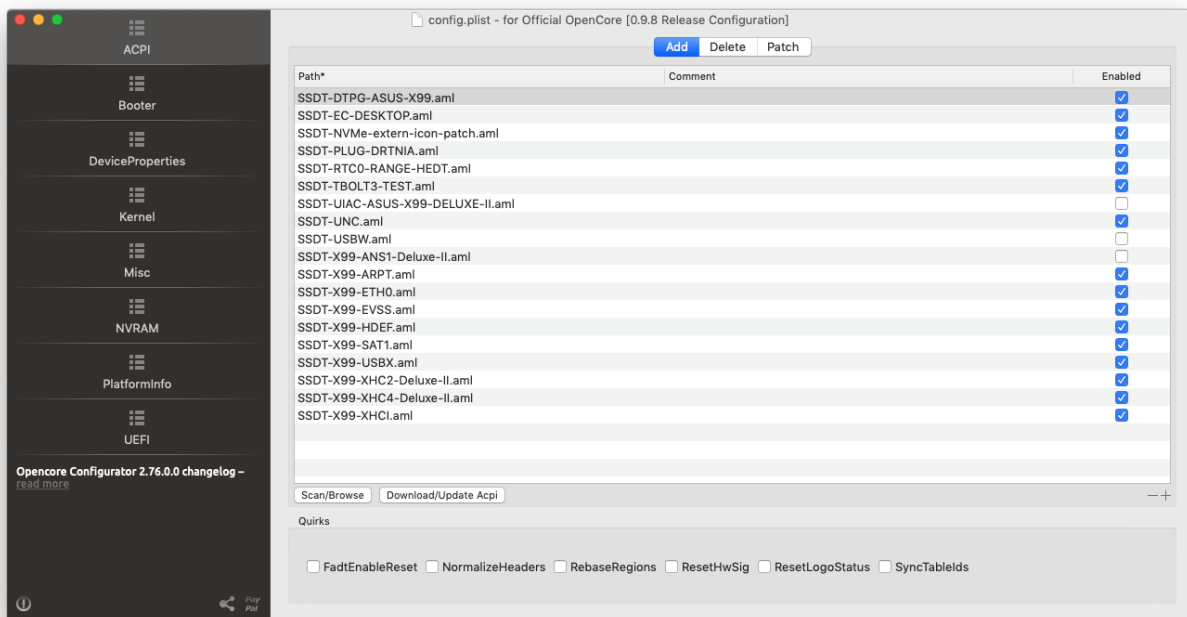 config.plist - for Official OpenCore [0.9.8 Release Configuration]
ACPI
Booter
DeviceProperties
Kernel
Misc
NVRAM
PlatformInfo
UEFI
Opencore Configurator 2.76.0.0 changelog –
read more
Pay
Pal
Add Delete Patch
Path* Comment Enabled
SSDT-DTPG-ASUS-X99.aml
SSDT-EC-DESKTOP.aml
SSDT-NVMe-extern-icon-patch.aml
SSDT-PLUG-DRTNIA.aml
SSDT-RTC0-RANGE-HEDT.aml
SSDT-TBOLT3-TEST.aml
SSDT-UIAC-ASUS-X99-DELUXE-II.aml
SSDT-UNC.aml
SSDT-USBW.aml
SSDT-X99-ANS1-Deluxe-II.aml
SSDT-X99-ARPT.aml
SSDT-X99-ETH0.aml
SSDT-X99-EVSS.aml
SSDT-X99-HDEF.aml
SSDT-X99-SAT1.aml
SSDT-X99-USBX.aml
SSDT-X99-XHC2-Deluxe-II.aml
SSDT-X99-XHC4-Deluxe-II.aml
SSDT-X99-XHCI.aml
Scan/Browse Download/Update Acpi
Quirks
FadtEnableReset NormalizeHeaders RebaseRegions ResetHwSig ResetLogoStatus SyncTableIds